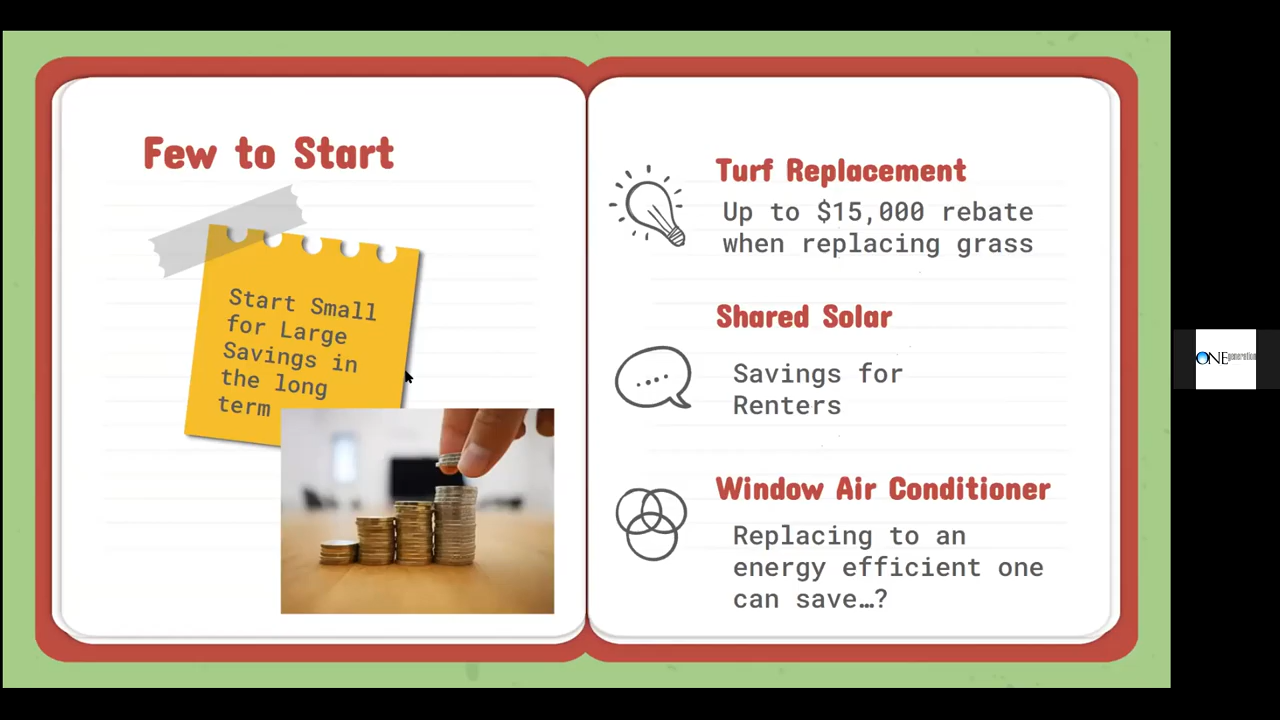 Few to Start
Start Small
for Large
Savings in
the long
term
Turf Replacement
Up to $15,000 rebate
when replacing grass
Shared Solar
Savings for
Renters
Window Air Conditioner
Replacing to an
energy efficient one
can save…?
ONEgeneration